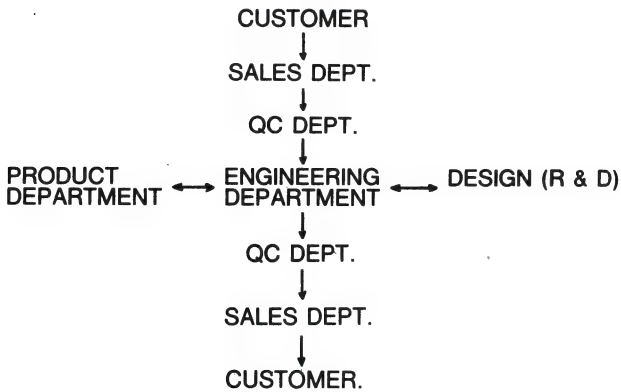 CUSTOMER
SALES DEPT.
QC DEPT.
PRODUCT
DEPARTMENT
ENGINEERING
DEPARTMENT
DESIGN (R & D)
QC DEPT.
SALES DEPT.
CUSTOMER.